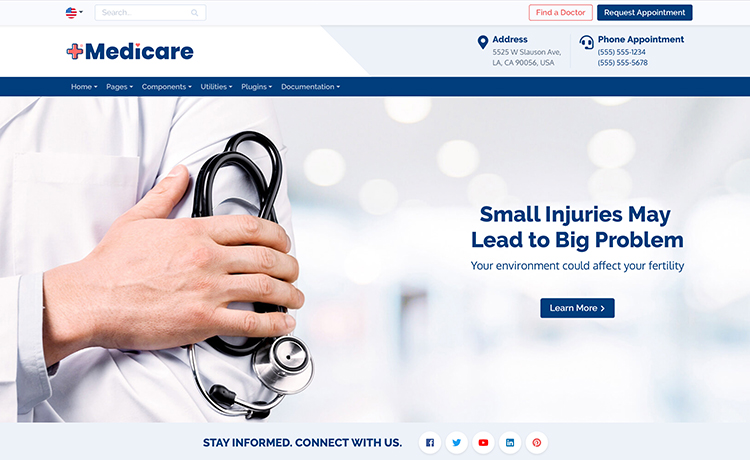 Search..
Find a Doctor
Request Appointment
Medicare
Address
5525 W Slauson Ave,
LA, CA 90056, USA
Phone Appointment
(555) 555-1234
(555) 555-5678
Home
Pages
Components
Utilities
Plugins
Documentation
Small Injuries May
Lead to Big Problem
Your environment could affect your fertility
Learn More
STAY INFORMED. CONNECT WITH US.